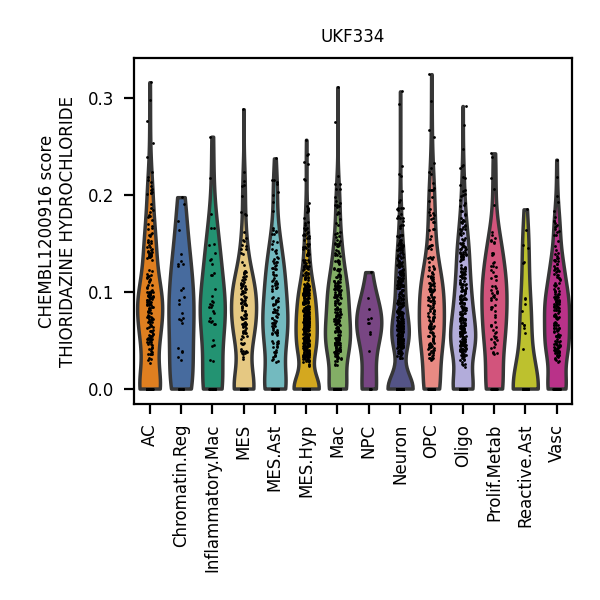 UKF334
CHEMBL1200916 score
THIORIDAZINE HYDROCHLORIDE
0.3
0.2
0.1
0.0
AC
Chromatin.Reg
Inflammatory.Mac
MES
MES.Ast
MES.Hyp
Mac
NPC
Neuron
OPC
Oligo
Prolif.Metab
Reactive.Ast
Vasc